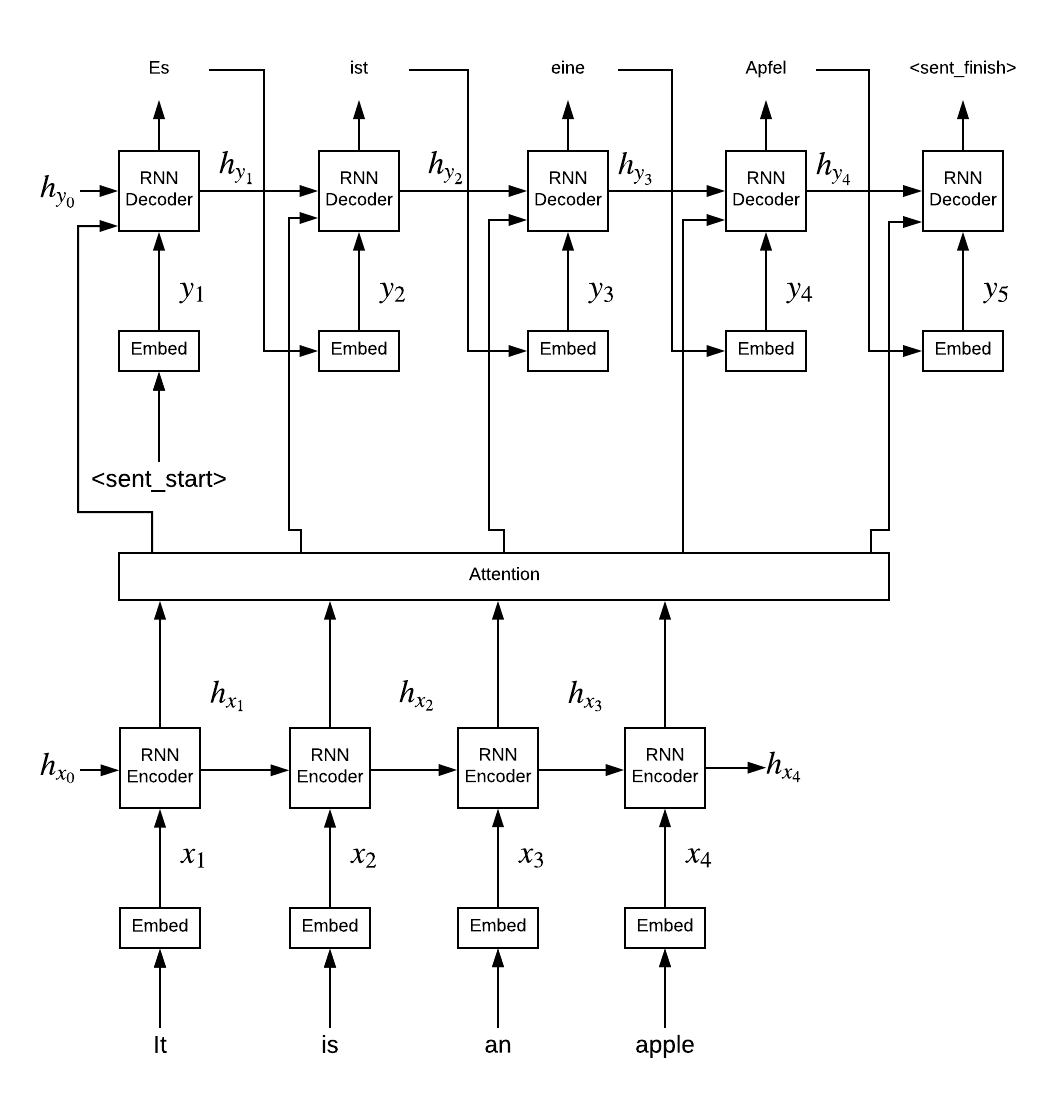 Es ist eine Apfel <sent_finish>
h_{y_0} h_{y_1} h_{y_2} h_{y_3} h_{y_4}
RNN RNN RNN RNN RNN
Decoder Decoder Decoder Decoder Decoder
y_1 y_2 y_3 y_4 y_5
Embed Embed Embed Embed Embed
<sent_start>
Attention
h_{x_1} h_{x_2} h_{x_3}
RNN RNN RNN RNN
h_{x_0} Encoder Encoder Encoder Encoder h_{x_4}
x_1 x_2 x_3 x_4
Embed Embed Embed Embed
It is an apple